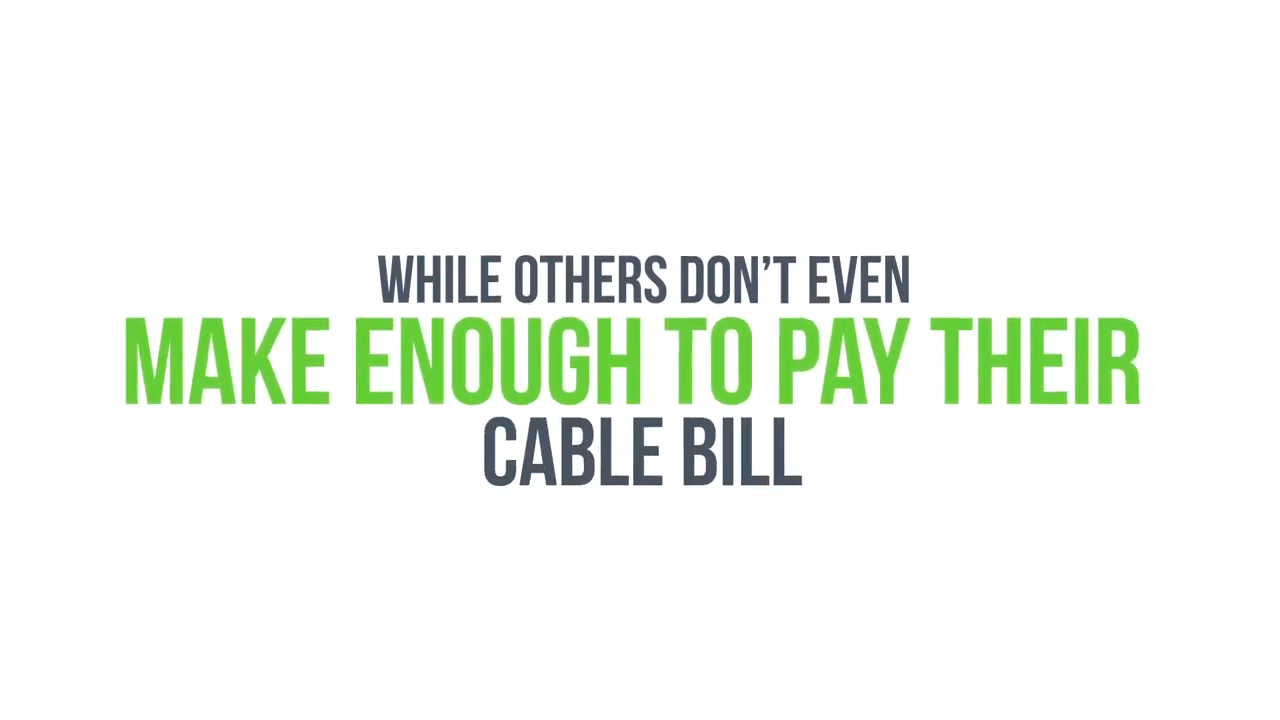 WHILE OTHERS DON’T EVEN
MAKE ENOUGH TO PAY THEIR
CABLE BILL